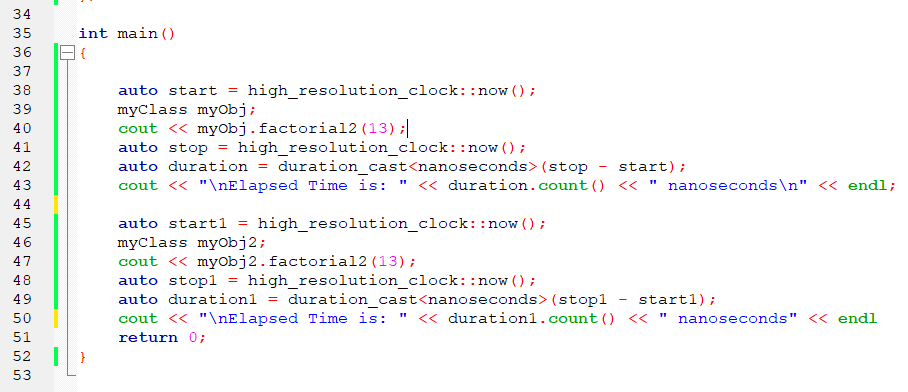 34
35 int main()
36 {
37
38 auto start = high_resolution_clock::now();
39 myClass myObj;
40 cout << myObj.factorial2(13);
41 auto stop = high_resolution_clock::now();
42 auto duration = duration_cast<nanoseconds>(stop - start);
43 cout << "\nElapsed Time is: " << duration.count() << " nanoseconds\n" << endl;
44
45 auto start1 = high_resolution_clock::now();
46 myClass myObj2;
47 cout << myObj2.factorial2(13);
48 auto stop1 = high_resolution_clock::now();
49 auto duration1 = duration_cast<nanoseconds>(stop1 - start1);
50 cout << "\nElapsed Time is: " << duration1.count() << " nanoseconds" << endl
51 return 0;
52 }
53